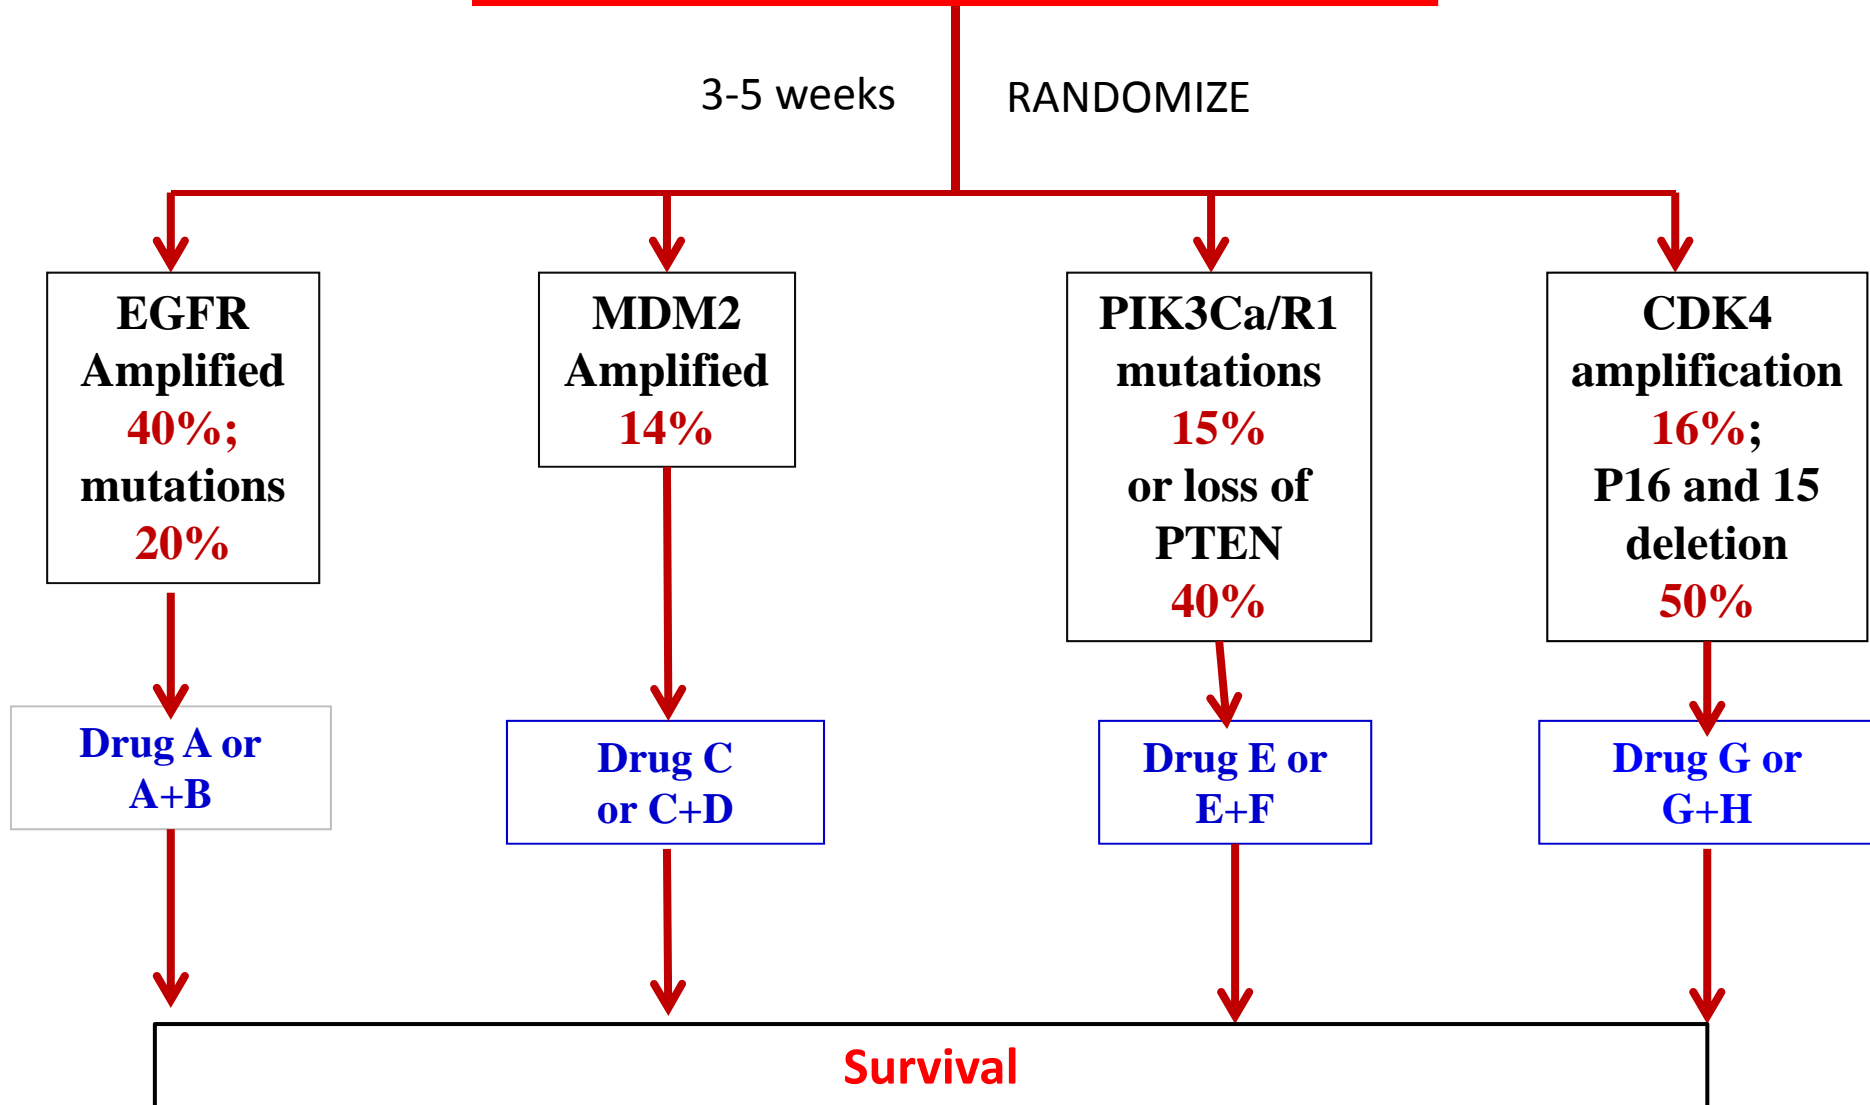 3-5 weeks
RANDOMIZE
EGFR
Amplified
40%;
mutations
20%
MDM2
Amplified
14%
PIK3Ca/R1
mutations
15%
or loss of
PTEN
40%
CDK4
amplification
16%;
P16 and 15
deletion
50%
Drug A or
A+B
Drug C
or C+D
Drug E or
E+F
Drug G or
G+H
Survival